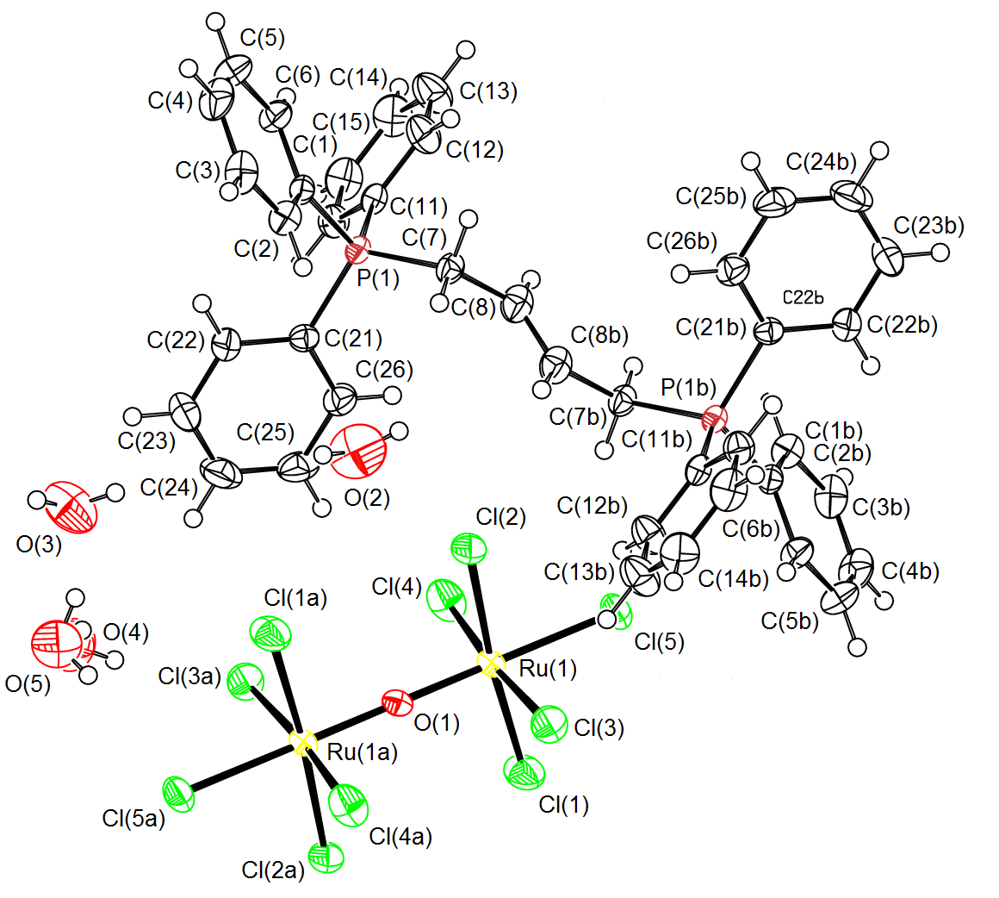 C(5)
C(6)
C(14)
C(13)
C(4)
C(15)
C(1)
C(12)
C(3)
C(24b)
C(25b)
C(11)
C(2)
C(7)
C(26b)
C(23b)
P(1)
C(8)
C22b
C(21b)
C(22b)
C(22)
C(21)
C(8b)
C(26)
P(1b)
C(7b)
C(25)
C(23)
C(11b)
C(1b)
C(2b)
C(24)
O(2)
C(12b)
Cl(2)
C(3b)
C(6b)
O(3)
C(13b)
C(14b)
C(4b)
Cl(4)
Cl(1a)
C(5b)
O(4)
Cl(5)
Cl(3a)
Ru(1)
O(5)
O(1)
Cl(3)
Ru(1a)
Cl(1)
Cl(5a)
Cl(4a)
Cl(2a)